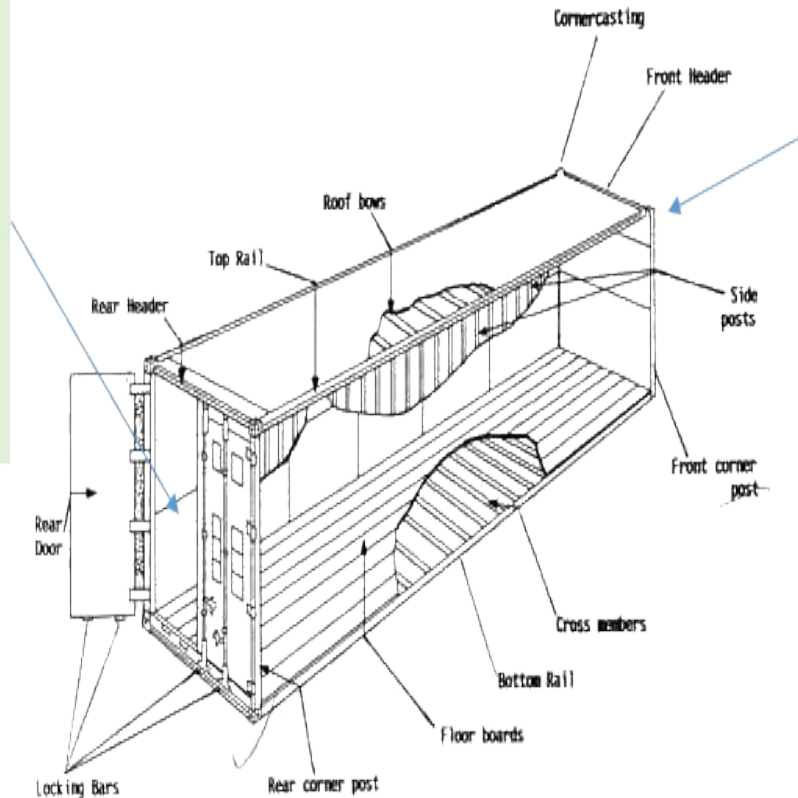 Cornercasting
Front Header
Roof bows
Top Rail
Rear Header
Side
posts
Front corner
post
Rear
Door
Cross members
Bottom Rail
Floor boards
Locking Bars
Rear corner post